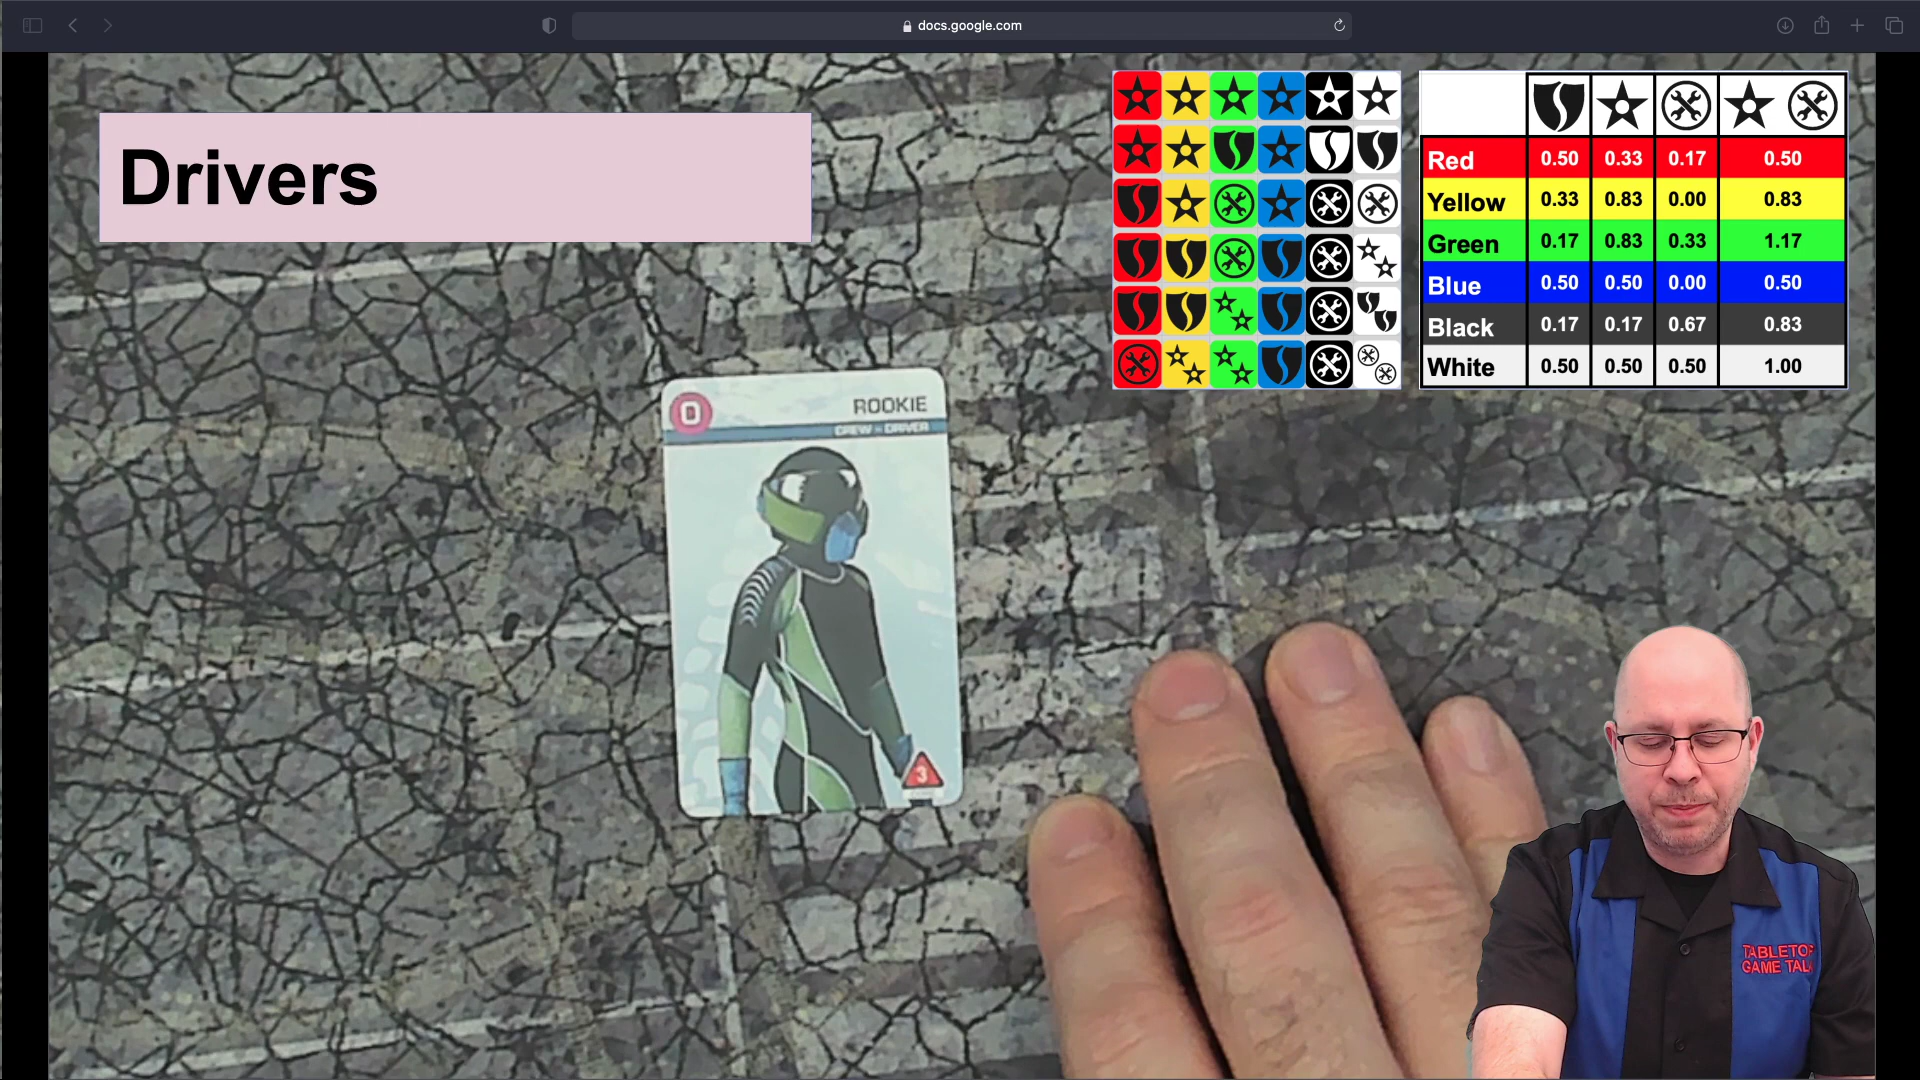 docs.google.com
Drivers
Red 0.50 0.33 0.17 0.50
Yellow 0.33 0.83 0.00 0.83
Green 0.17 0.83 0.33 1.17
Blue 0.50 0.50 0.00 0.50
Black 0.17 0.17 0.67 0.83
White 0.50 0.50 0.50 1.00
D ROOKIE
CREW - DRIVER
3
TABLETOP
GAME TALK